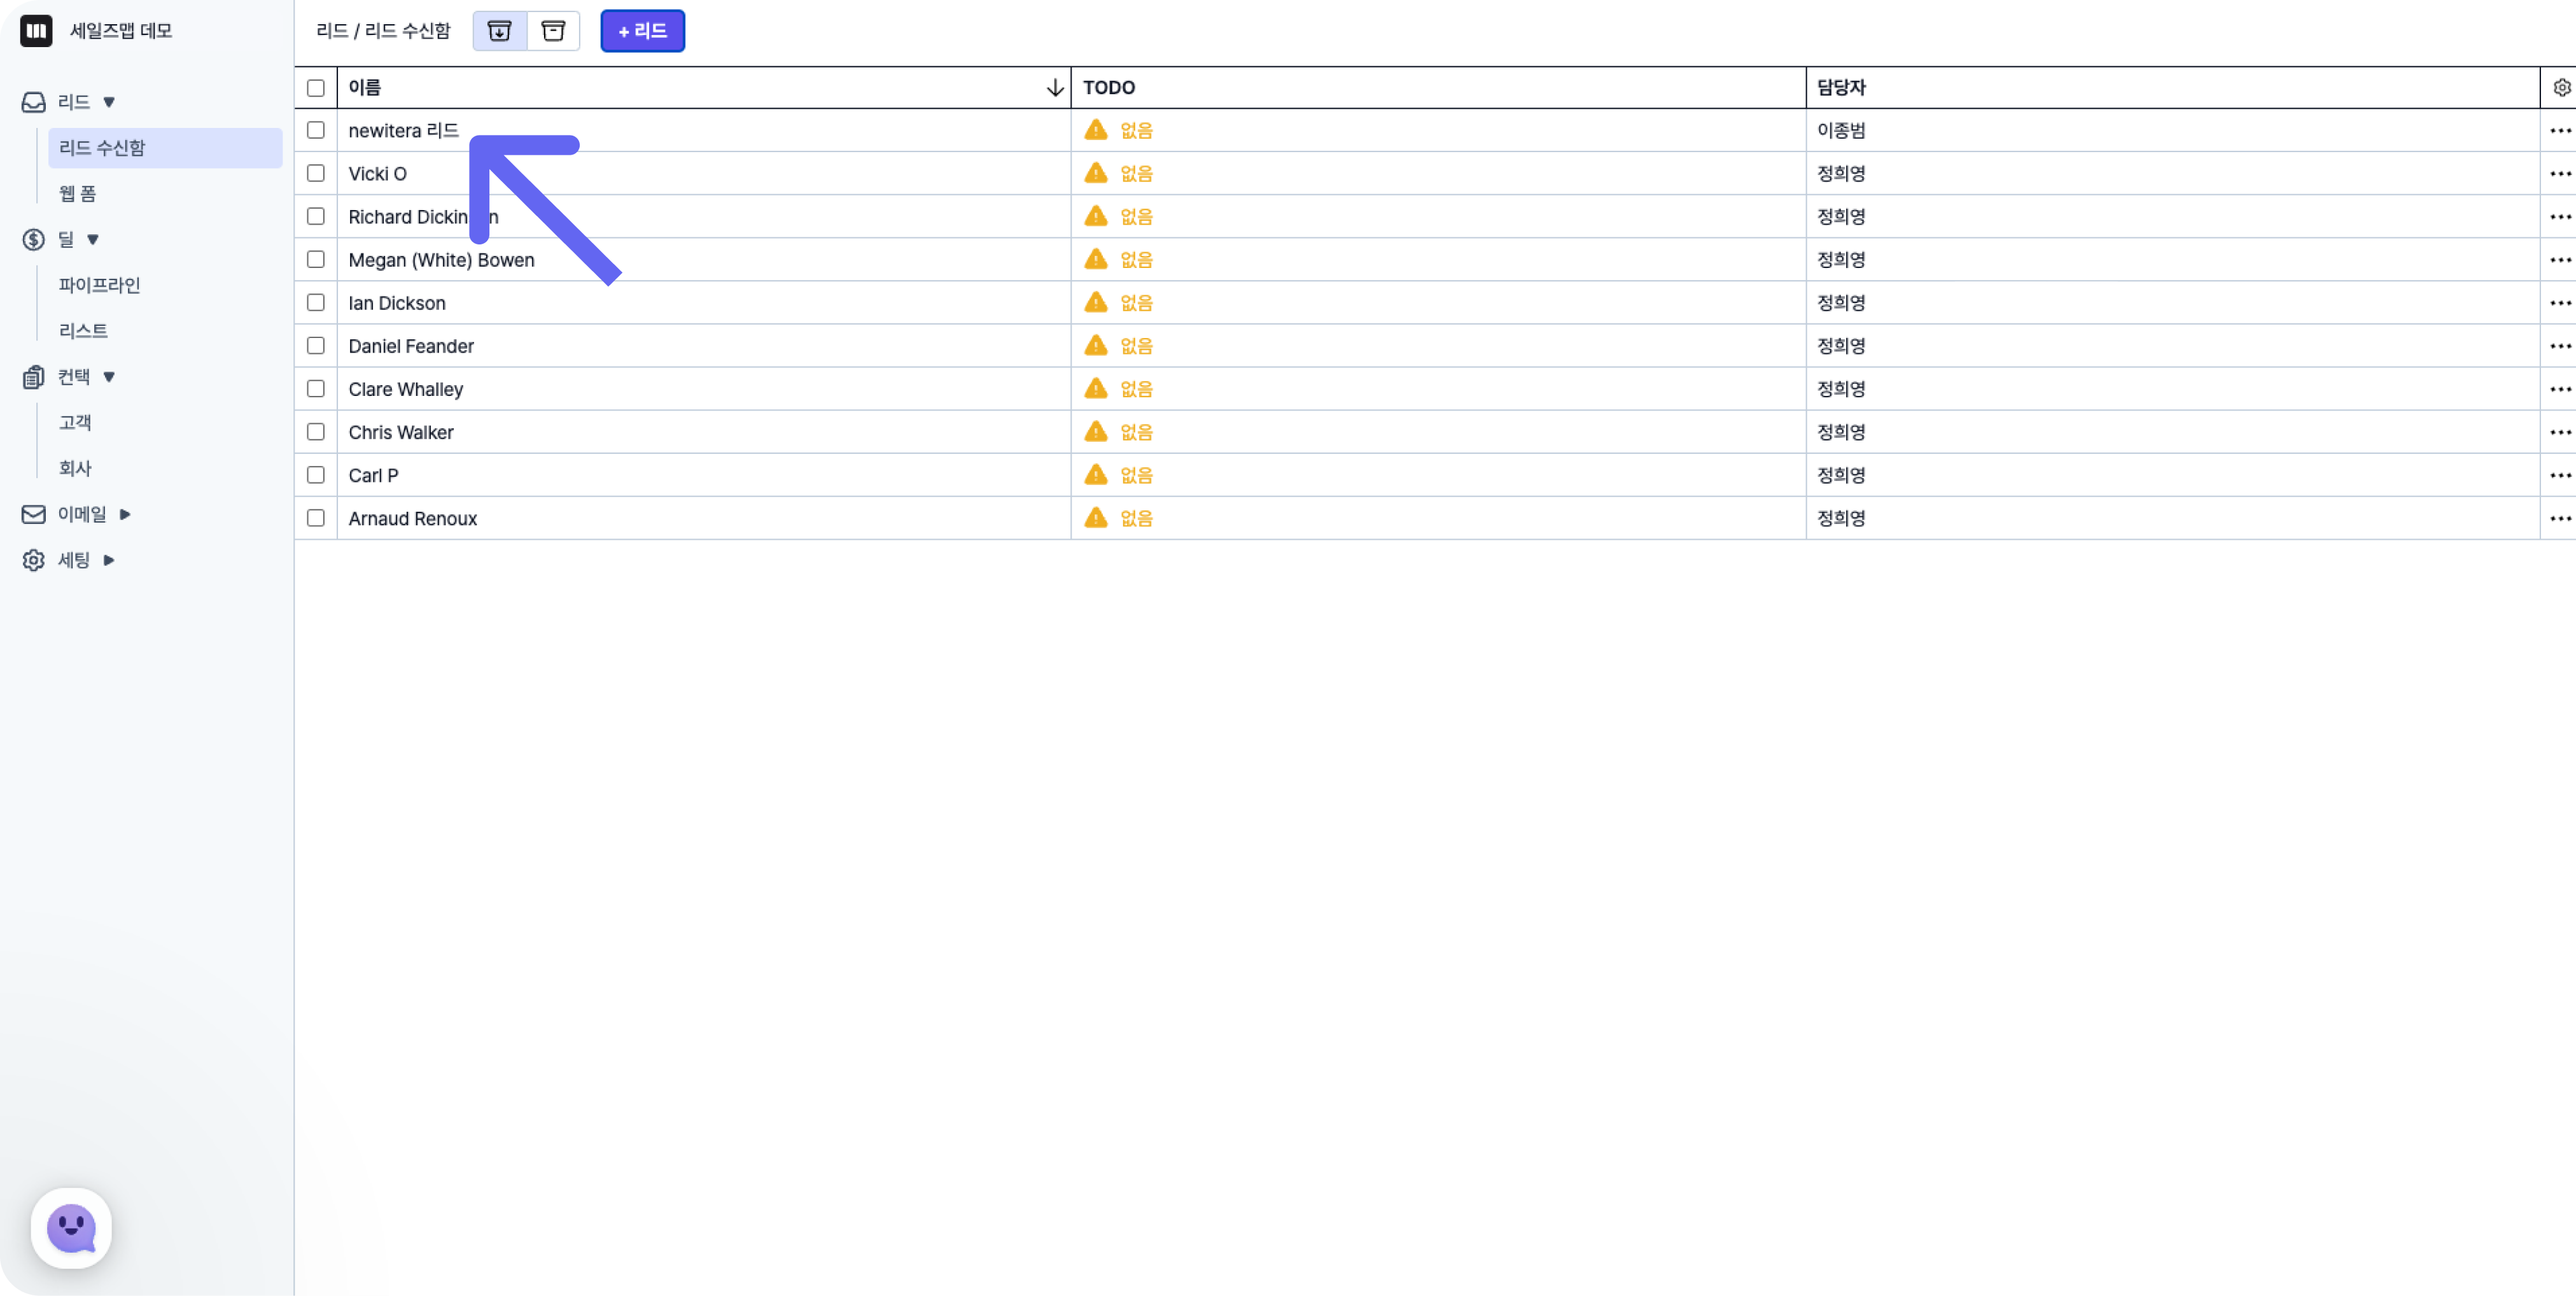 세일즈맵 데모
리드 / 리드 수신함
+ 리드
리드
리드 수신함
웹 폼
딜
파이프라인
리스트
컨택
고객
회사
이메일
세팅
이름 TODO 담당자
newitera 리드 없음 이종범
Vicki O 없음 정희영
Richard Dickin n 없음 정희영
Megan (White) Bowen 없음 정희영
Ian Dickson 없음 정희영
Daniel Feander 없음 정희영
Clare Whalley 없음 정희영
Chris Walker 없음 정희영
Carl P 없음 정희영
Arnaud Renoux 없음 정희영